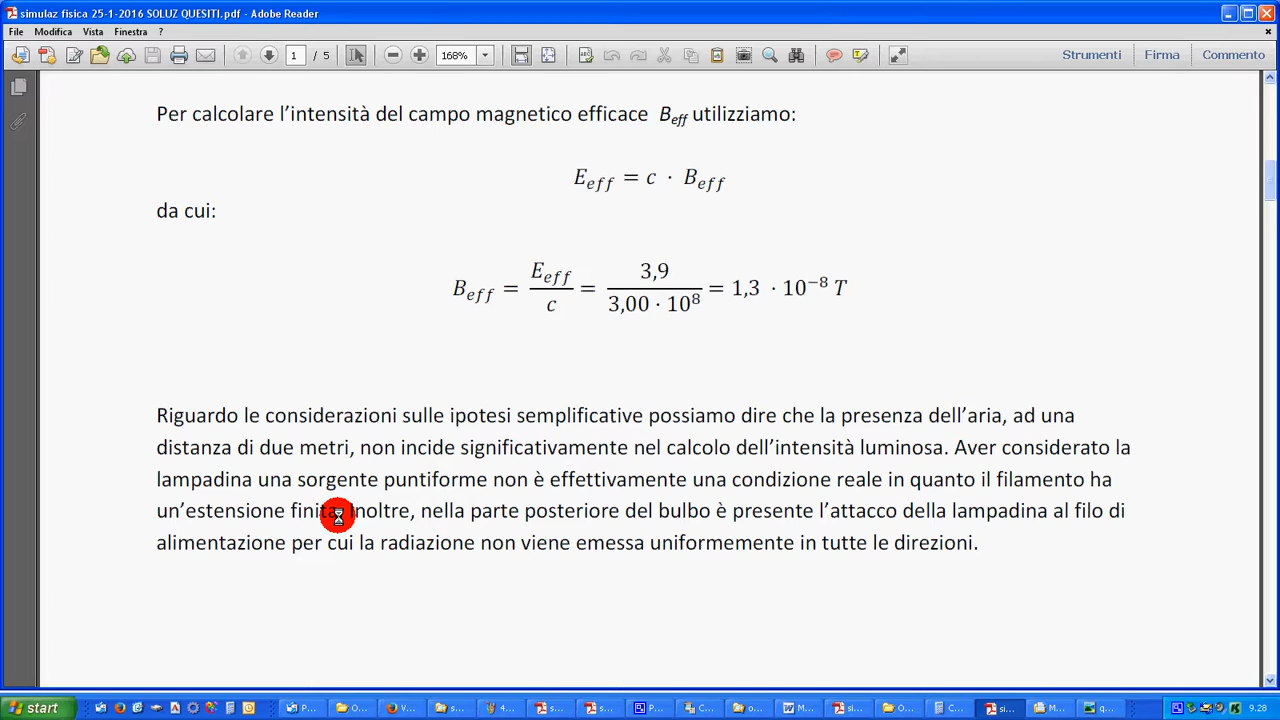 simulaz fisica 25-1-2016 SOLUZ QUESITI.pdf - Adobe Reader
File Modifica Vista Finestra ?
1 / 5 168% Strumenti Firma Commento
Per calcolare l’intensità del campo magnetico efficace B_eff utilizziamo:
E_eff = c · B_eff
da cui:
B_eff = E_eff / c = 3,9 / 3,00 · 10^8 = 1,3 · 10^−8 T
Riguardo le considerazioni sulle ipotesi semplificative possiamo dire che la presenza dell’aria, ad una
distanza di due metri, non incide significativamente nel calcolo dell’intensità luminosa. Aver considerato la
lampadina una sorgente puntiforme non è effettivamente una condizione reale in quanto il filamento ha
un’estensione finita. Inoltre, nella parte posteriore del bulbo è presente l’attacco della lampadina al filo di
alimentazione per cui la radiazione non viene emessa uniformemente in tutte le direzioni.
start P... O... V... s... 4... s... s... P... C... o... M... si... O... C... si... M... q... 9.28